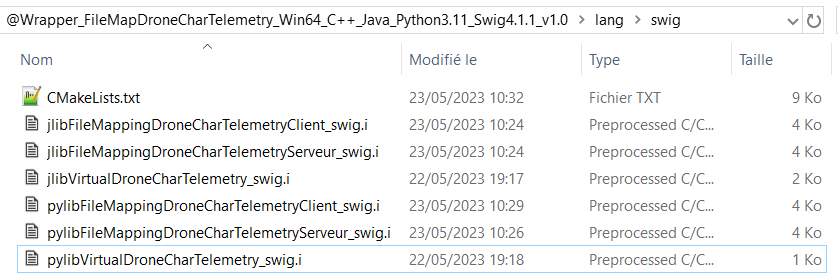 @Wrapper_FileMapDroneCharTelemetry_Win64_C++_Java_Python3.11_Swig4.1.1_v1.0 > lang > swig
Nom Modifié le Type Taille
CMakeLists.txt 23/05/2023 10:32 Fichier TXT 9 Ko
jlibFileMappingDroneCharTelemetryClient_swig.i 23/05/2023 10:24 Preprocessed C/C... 4 Ko
jlibFileMappingDroneCharTelemetryServeur_swig.i 23/05/2023 10:24 Preprocessed C/C... 4 Ko
jlibVirtualDroneCharTelemetry_swig.i 22/05/2023 19:17 Preprocessed C/C... 2 Ko
pylibFileMappingDroneCharTelemetryClient_swig.i 23/05/2023 10:29 Preprocessed C/C... 4 Ko
pylibFileMappingDroneCharTelemetryServeur_swig.i 23/05/2023 10:26 Preprocessed C/C... 4 Ko
pylibVirtualDroneCharTelemetry_swig.i 22/05/2023 19:18 Preprocessed C/C... 1 Ko